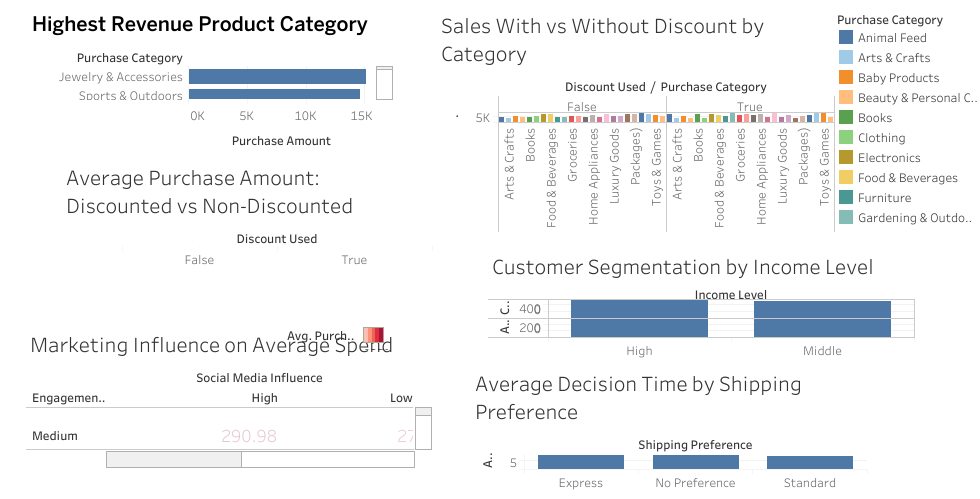 Highest Revenue Product Category
Purchase Category
Jewelry & Accessories
Sports & Outdoors
0K 5K 10K 15K
Purchase Amount
Average Purchase Amount:
Discounted vs Non-Discounted
Discount Used
False True
Avg. Purch..
Marketing Influence on Average Spend
Social Media Influence
Engagemen.. High Low
Medium 290.98 27
Sales With vs Without Discount by
Category
Discount Used / Purchase Category
False True
5K
Arts & Crafts
Books
Food & Beverages
Groceries
Home Appliances
Luxury Goods
Packages)
Toys & Games
Arts & Crafts
Books
Food & Beverages
Groceries
Home Appliances
Luxury Goods
Packages)
Toys & Games
Purchase Category
Animal Feed
Arts & Crafts
Baby Products
Beauty & Personal C..
Books
Clothing
Electronics
Food & Beverages
Furniture
Gardening & Outdo..
Customer Segmentation by Income Level
Income Level
C.. 400
A.. 200
High Middle
Average Decision Time by Shipping
Preference
Shipping Preference
A.. 5
Express No Preference Standard